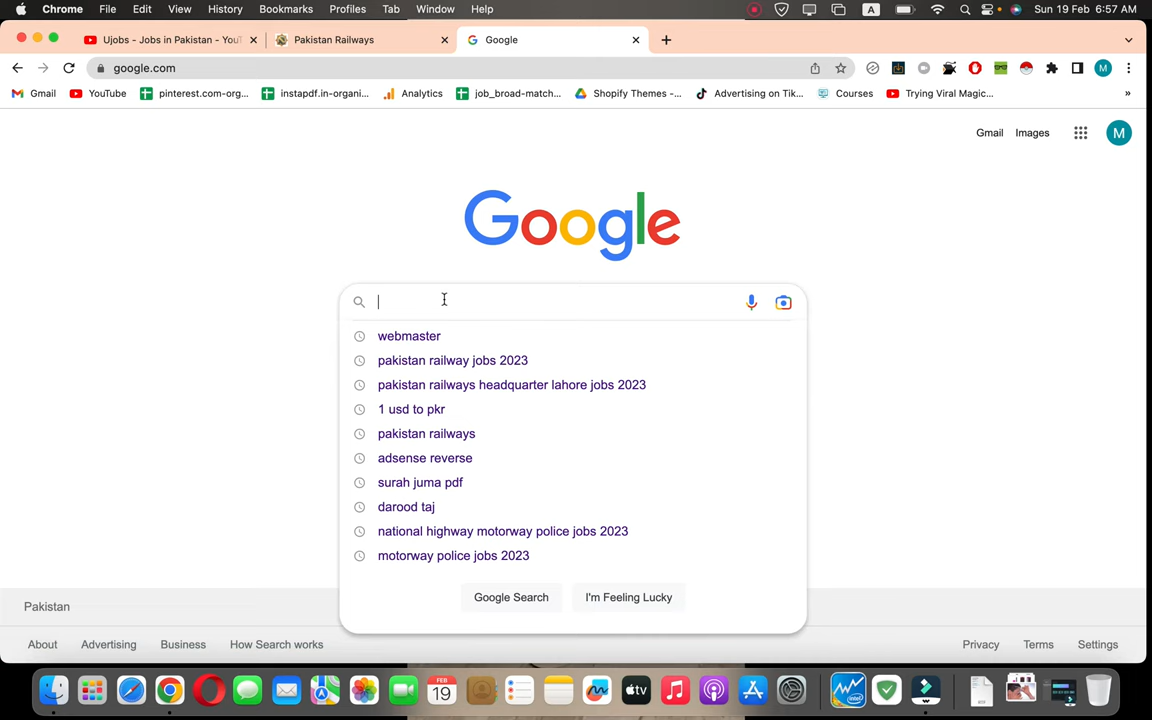 Chrome File Edit View History Bookmarks Profiles Tab Window Help A Sun 19 Feb 6:57 AM
Ujobs - Jobs in Pakistan - YouT Pakistan Railways Google
google.com M
Gmail YouTube pinterest.com-org... instapdf.in-organi... Analytics job_broad-match... Shopify Themes -... Advertising on Tik... Courses Trying Viral Magic... »
Gmail Images M
Google
webmaster
pakistan railway jobs 2023
pakistan railways headquarter lahore jobs 2023
1 usd to pkr
pakistan railways
adsense reverse
surah juma pdf
darood taj
national highway motorway police jobs 2023
motorway police jobs 2023
Google Search I'm Feeling Lucky
Pakistan
About Advertising Business How Search works Privacy Terms Settings
FEB
19 tv intel